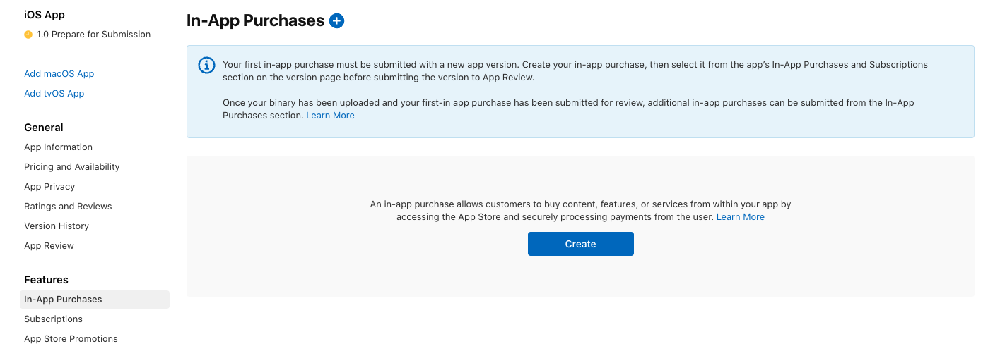 iOS App
1.0 Prepare for Submission
Add macOS App
Add tvOS App
General
App Information
Pricing and Availability
App Privacy
Ratings and Reviews
Version History
App Review
Features
In-App Purchases
Subscriptions
App Store Promotions
In-App Purchases
Your first in-app purchase must be submitted with a new app version. Create your in-app purchase, then select it from the app’s In-App Purchases and Subscriptions
section on the version page before submitting the version to App Review.
Once your binary has been uploaded and your first-in app purchase has been submitted for review, additional in-app purchases can be submitted from the In-App
Purchases section. Learn More
An in-app purchase allows customers to buy content, features, or services from within your app by
accessing the App Store and securely processing payments from the user. Learn More
Create